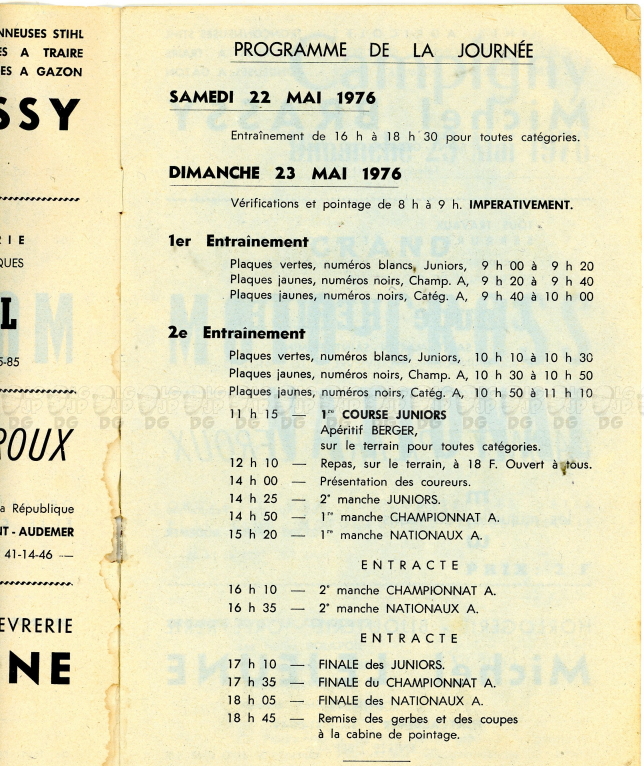 NNEUSES STIHL
ES A TRAIRE
ES A GAZON
SSY
RIE
QUES
L
5-85
ROUX
a République
NT - AUDEMER
41-14-46 —
EVRERIE
NE
PROGRAMME DE LA JOURNÉE
SAMEDI 22 MAI 1976
Entraînement de 16 h à 18 h 30 pour toutes catégories.
DIMANCHE 23 MAI 1976
Vérifications et pointage de 8 h à 9 h. IMPERATIVEMENT.
1er Entraînement
Plaques vertes, numéros blancs, Juniors, 9 h 00 à 9 h 20
Plaques jaunes, numéros noirs, Champ. A, 9 h 20 à 9 h 40
Plaques jaunes, numéros noirs, Catég. A, 9 h 40 à 10 h 00
2e Entraînement
Plaques vertes, numéros blancs, Juniors, 10 h 10 à 10 h 30
Plaques jaunes, numéros noirs, Champ. A, 10 h 30 à 10 h 50
Plaques jaunes, numéros noirs, Catég. A, 10 h 50 à 11 h 10
11 h 15 — 1re COURSE JUNIORS
Apéritif BERGER,
sur le terrain pour toutes catégories.
12 h 10 — Repas, sur le terrain, à 18 F. Ouvert à tous.
14 h 00 — Présentation des coureurs.
14 h 25 — 2e manche JUNIORS.
14 h 50 — 1re manche CHAMPIONNAT A.
15 h 20 — 1re manche NATIONAUX A.
ENTRACTE
16 h 10 — 2e manche CHAMPIONNAT A.
16 h 35 — 2e manche NATIONAUX A.
ENTRACTE
17 h 10 — FINALE des JUNIORS.
17 h 35 — FINALE du CHAMPIONNAT A.
18 h 05 — FINALE des NATIONAUX A.
18 h 45 — Remise des gerbes et des coupes
à la cabine de pointage.